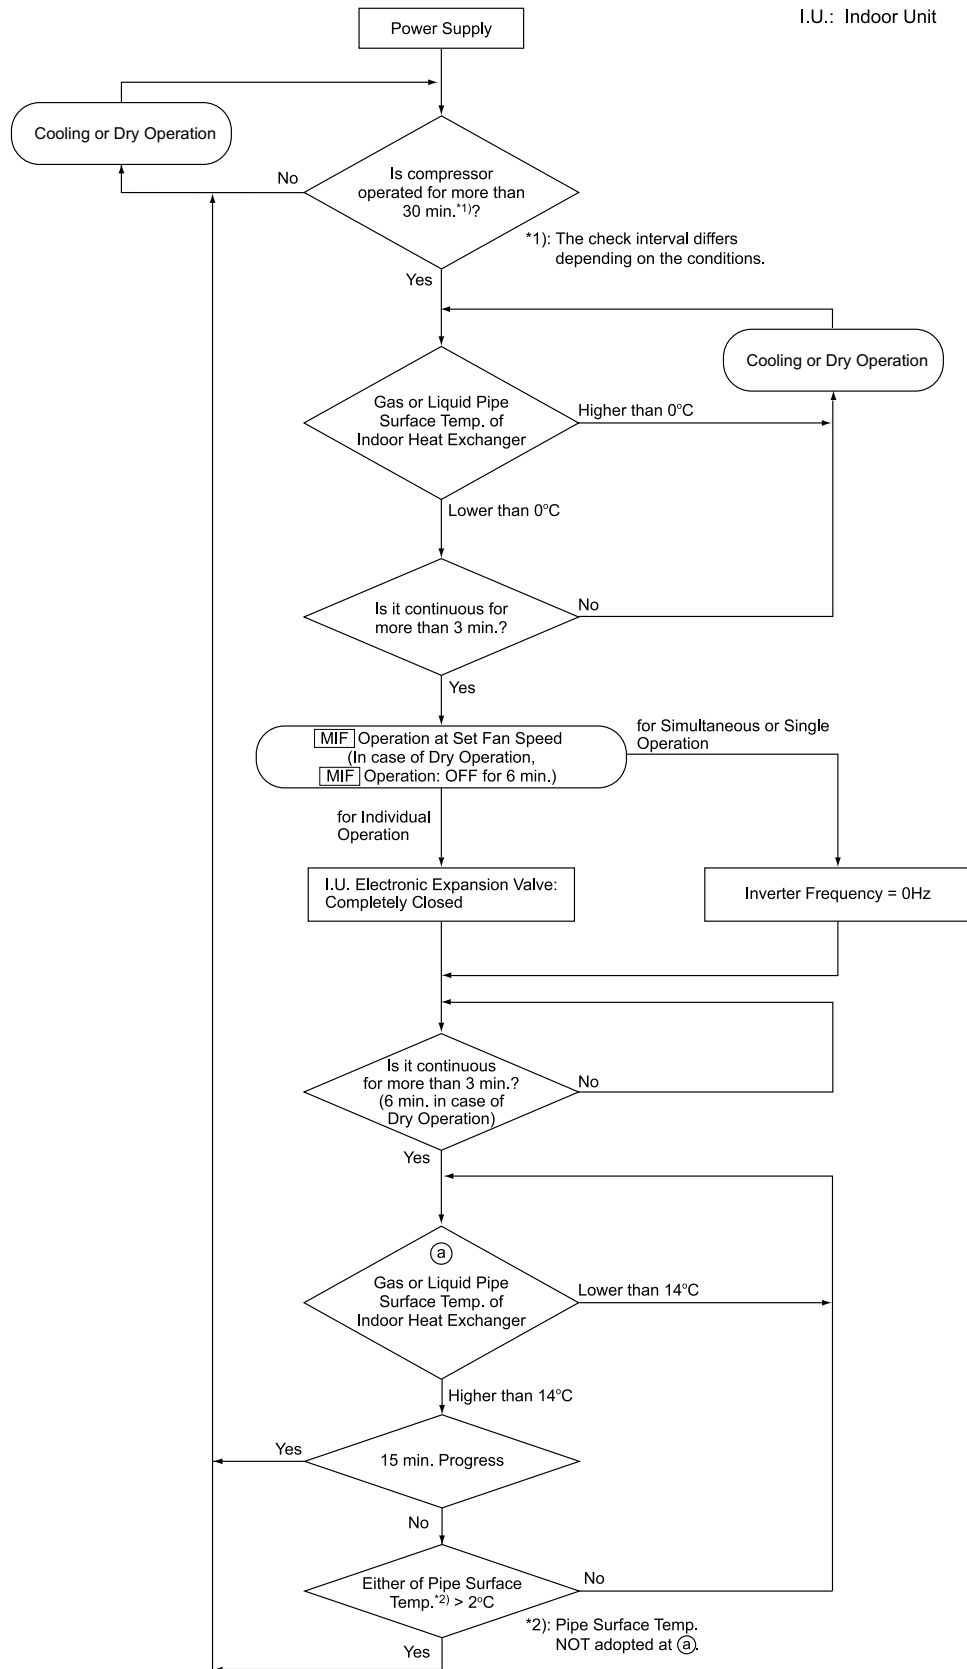 I.U.: Indoor Unit
Power Supply
Cooling or Dry Operation
No
Is compressor
operated for more than
30 min.*1)?
*1): The check interval differs
depending on the conditions.
Yes
Cooling or Dry Operation
Gas or Liquid Pipe
Surface Temp. of
Indoor Heat Exchanger
Higher than 0°C
Lower than 0°C
Is it continuous for
more than 3 min.?
No
Yes
MIF Operation at Set Fan Speed
(In case of Dry Operation,
MIF Operation: OFF for 6 min.)
for Simultaneous or Single
Operation
for Individual
Operation
I.U. Electronic Expansion Valve:
Completely Closed
Inverter Frequency = 0Hz
Is it continuous
for more than 3 min.?
(6 min. in case of
Dry Operation)
No
Yes
a
Gas or Liquid Pipe
Surface Temp. of
Indoor Heat Exchanger
Lower than 14°C
Higher than 14°C
Yes
15 min. Progress
No
Either of Pipe Surface
Temp.*2) > 2°C
No
*2): Pipe Surface Temp.
NOT adopted at a.
Yes